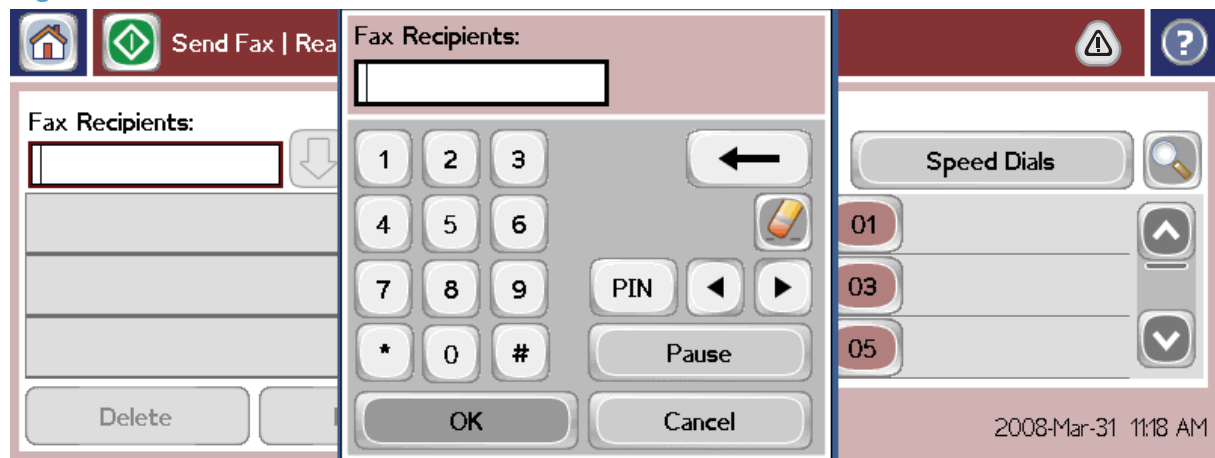 Send Fax | Rea
Fax Recipients:
Fax Recipients:
1 2 3
4 5 6
7 8 9
PIN
* 0 #
Pause
OK
Cancel
Speed Dials
01
03
05
Delete
2008-Mar-31 11:18 AM